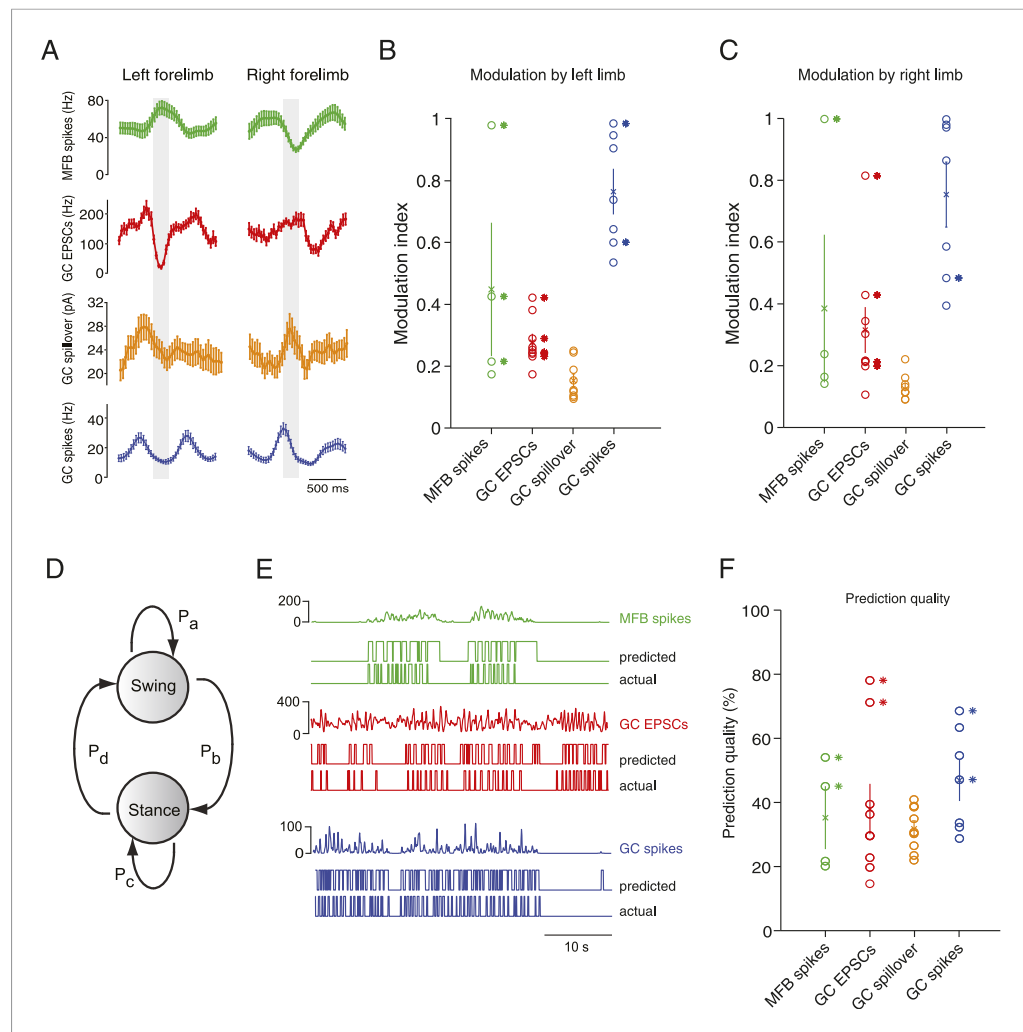 A
Left forelimb
Right forelimb
MFB spikes (Hz)
80
40
0
GC EPSCs (Hz)
200
100
0
GC spillover (pA)
32
28
24
20
GC spikes (Hz)
40
20
0
500 ms
B
Modulation by left limb
Modulation index
1
0.8
0.6
0.4
0.2
0
MFB spikes
GC EPSCs
GC spillover
GC spikes
C
Modulation by right limb
Modulation index
1
0.8
0.6
0.4
0.2
0
MFB spikes
GC EPSCs
GC spillover
GC spikes
D
Pa
Swing
Pd
Pb
Stance
Pc
E
200
0
MFB spikes
predicted
actual
400
0
GC EPSCs
predicted
actual
100
0
GC spikes
predicted
actual
10 s
F
Prediction quality
Prediction quality (%)
100
80
60
40
20
0
MFB spikes
GC EPSCs
GC spillover
GC spikes